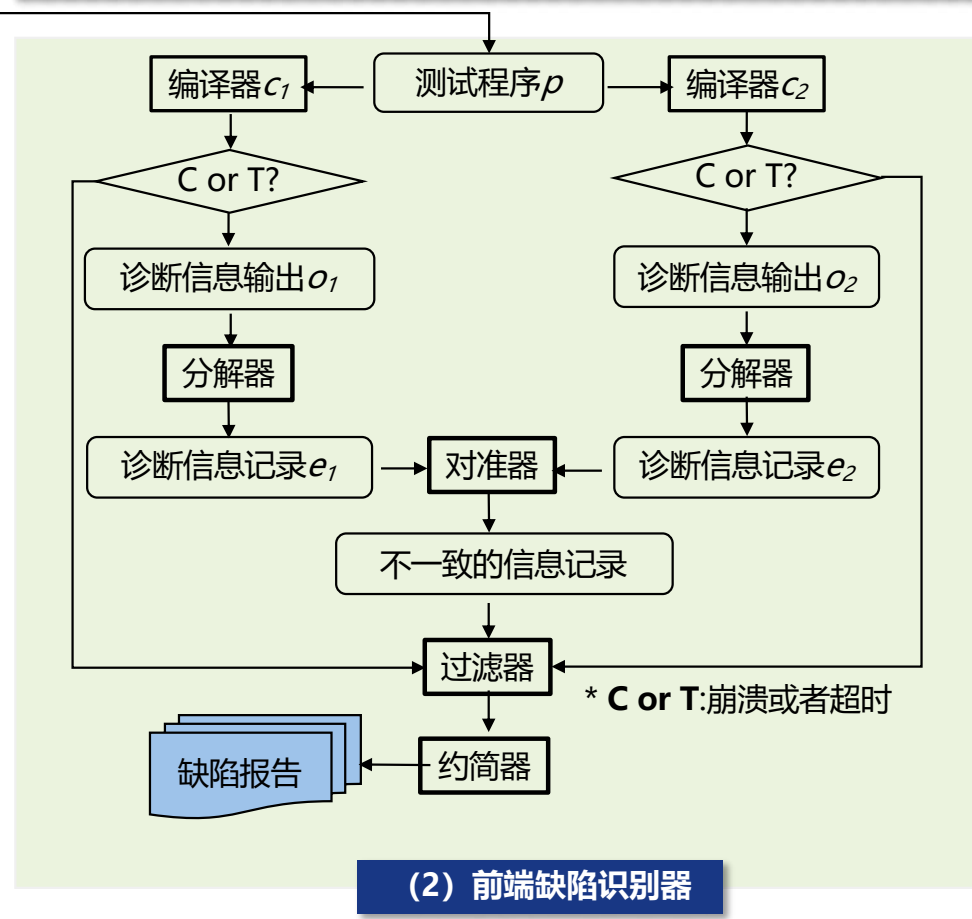 测试程序p
编译器c₁
编译器c₂
C or T?
C or T?
诊断信息输出o₁
诊断信息输出o₂
分解器
分解器
诊断信息记录e₁
对准器
诊断信息记录e₂
不一致的信息记录
过滤器
* C or T:崩溃或者超时
约简器
缺陷报告
（2）前端缺陷识别器